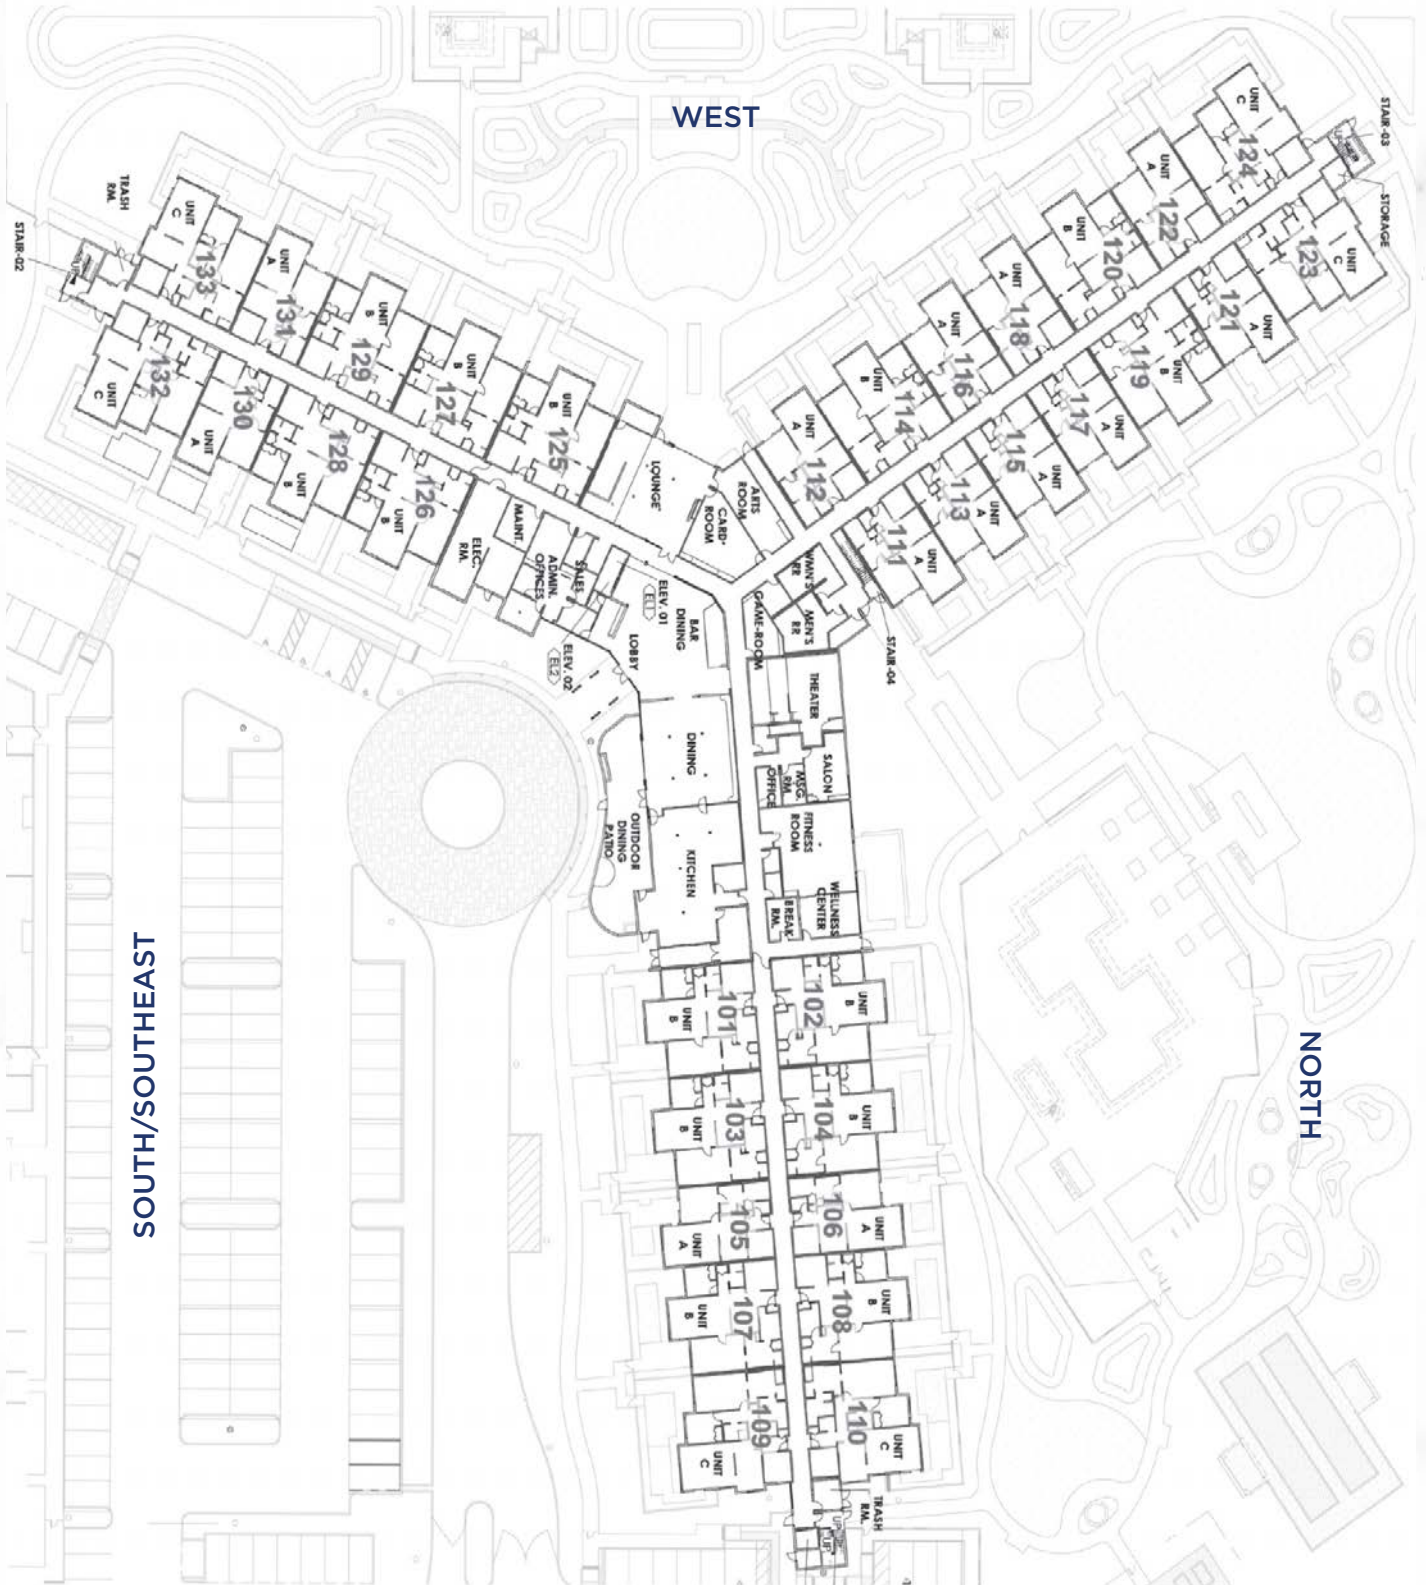 WEST
STAIR-03
STORAGE
UNIT
C
124
UNIT
A
122
UNIT
B
120
UNIT
A
118
UNIT
A
116
UNIT
B
114
UNIT
A
112
UNIT
C
123
UNIT
A
121
UNIT
B
119
UNIT
A
117
UNIT
A
115
UNIT
A
113
UNIT
A
111
STAIR-04
TRASH
RM.
STAIR-02
UP
UNIT
C
133
UNIT
A
131
UNIT
B
129
UNIT
B
127
UNIT
B
125
UNIT
C
132
UNIT
A
130
UNIT
B
128
UNIT
B
126
LOUNGE
ARTS
ROOM
CARD-
ROOM
WMN'S
RR
MEN'S
RR
GAME-ROOM
MAINT.
ELEC.
RM.
ADMIN.
OFFICES
SALES
ELEV. 01
EL1
ELEV. 02
EL2
BAR
DINING
LOBBY
THEATER
SALON
MSG.
RM.
OFFICE
FITNESS
ROOM
WELLNESS
CENTER
BREAK
RM.
DINING
OUTDOOR
DINING
PATIO
KITCHEN
101
UNIT
B
102
UNIT
B
103
UNIT
B
104
UNIT
B
105
UNIT
A
106
UNIT
A
107
UNIT
B
108
UNIT
B
109
UNIT
C
110
UNIT
C
TRASH
RM.
UP
UP
SOUTH/SOUTHEAST
NORTH